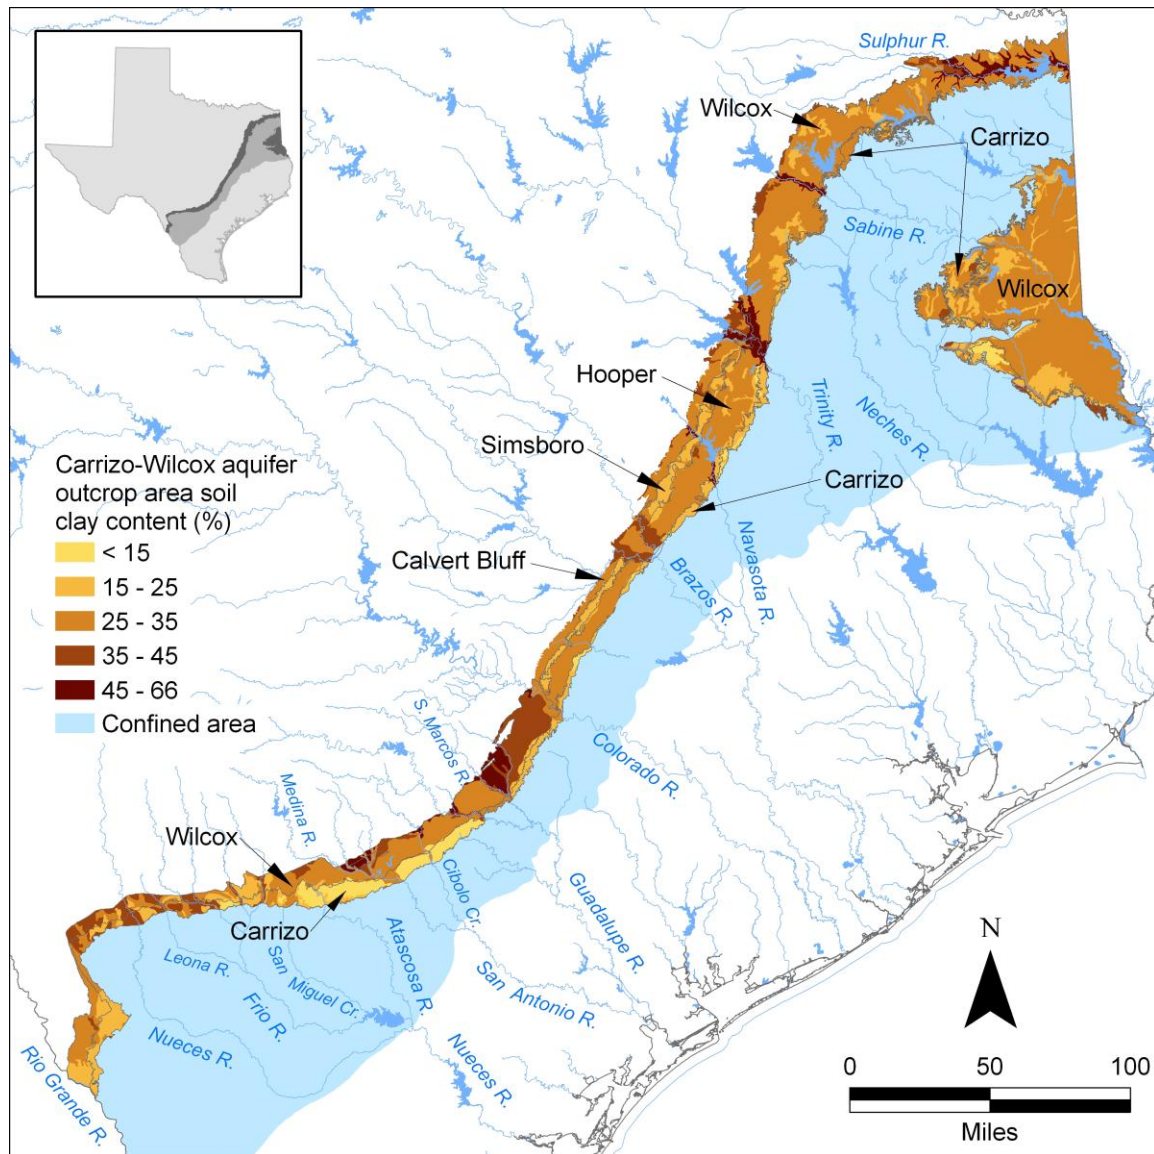 Sulphur R.
Wilcox
Carrizo
Sabine R.
Wilcox
Hooper
Trinity R.
Neches R.
Simsboro
Carrizo
Carrizo-Wilcox aquifer
outcrop area soil
clay content (%)
< 15
15 - 25
25 - 35
35 - 45
45 - 66
Confined area
Calvert Bluff
Navasota R.
Brazos R.
S. Marcos R.
Colorado R.
Medina R.
Wilcox
Cibolo Cr.
Guadalupe R.
Carrizo
Atascosa R.
Leona R.
San Miguel Cr.
San Antonio R.
Frio R.
Nueces R.
Nueces R.
Rio Grande R.
N
0 50 100
Miles